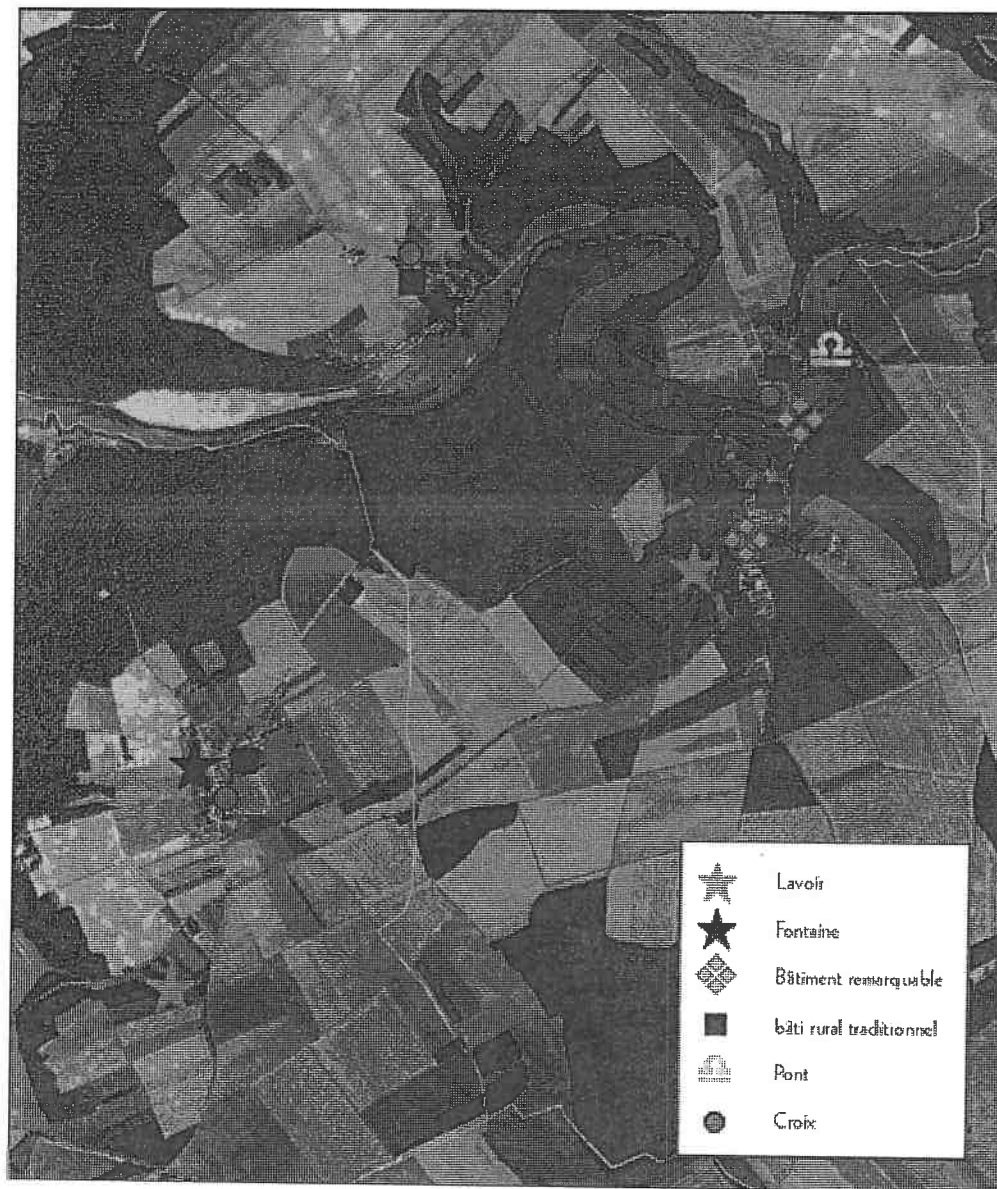 Lavoir
Fontaine
Bâtiment remarquable
bâti rural traditionnel
Pont
Croix